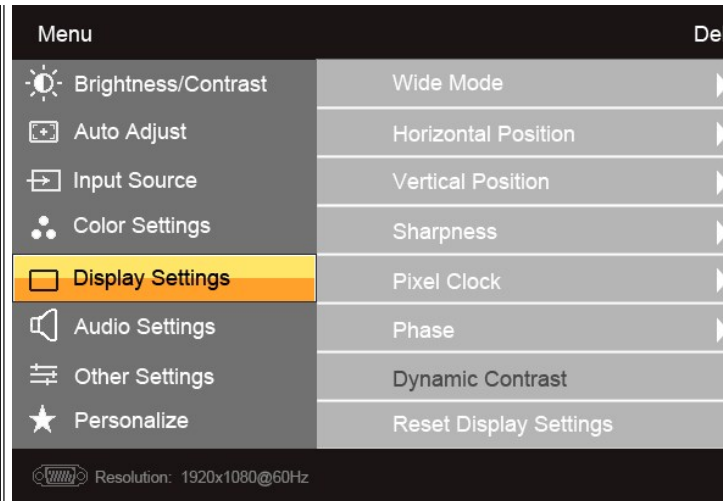 Menu
De
Brightness/Contrast
Wide Mode
Auto Adjust
Horizontal Position
Input Source
Vertical Position
Color Settings
Sharpness
Display Settings
Pixel Clock
Audio Settings
Phase
Other Settings
Dynamic Contrast
Personalize
Reset Display Settings
Resolution: 1920x1080@60Hz